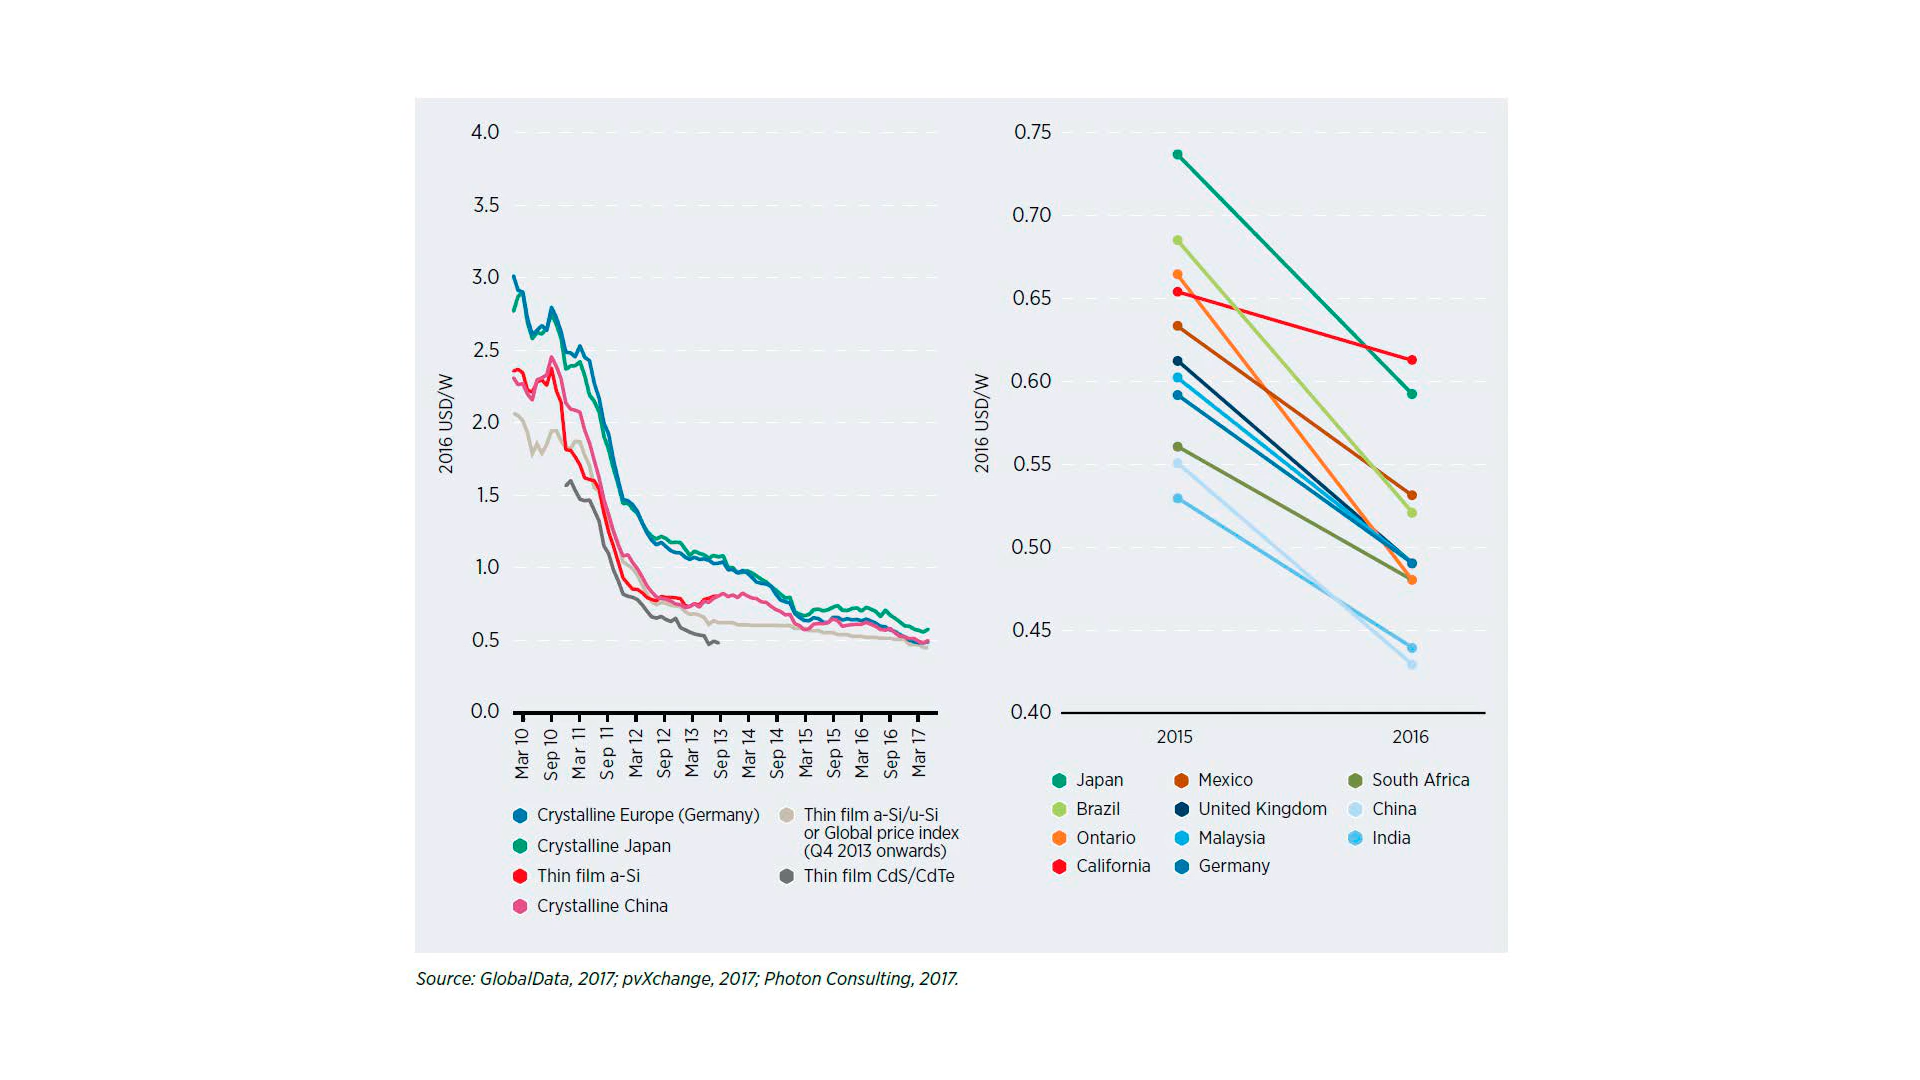 4.0
3.5
3.0
2.5
2.0
1.5
1.0
0.5
0.0
2016 USD/W
Mar 10
Sep 10
Mar 11
Sep 11
Mar 12
Sep 12
Mar 13
Sep 13
Mar 14
Sep 14
Mar 15
Sep 15
Mar 16
Sep 16
Mar 17
Crystalline Europe (Germany)
Crystalline Japan
Thin film a-Si
Crystalline China
Thin film a-Si/u-Si
or Global price index
(Q4 2013 onwards)
Thin film CdS/CdTe
0.75
0.70
0.65
0.60
0.55
0.50
0.45
0.40
2016 USD/W
2015
2016
Japan
Brazil
Ontario
California
Mexico
United Kingdom
Malaysia
Germany
South Africa
China
India
Source: GlobalData, 2017; pvXchange, 2017; Photon Consulting, 2017.